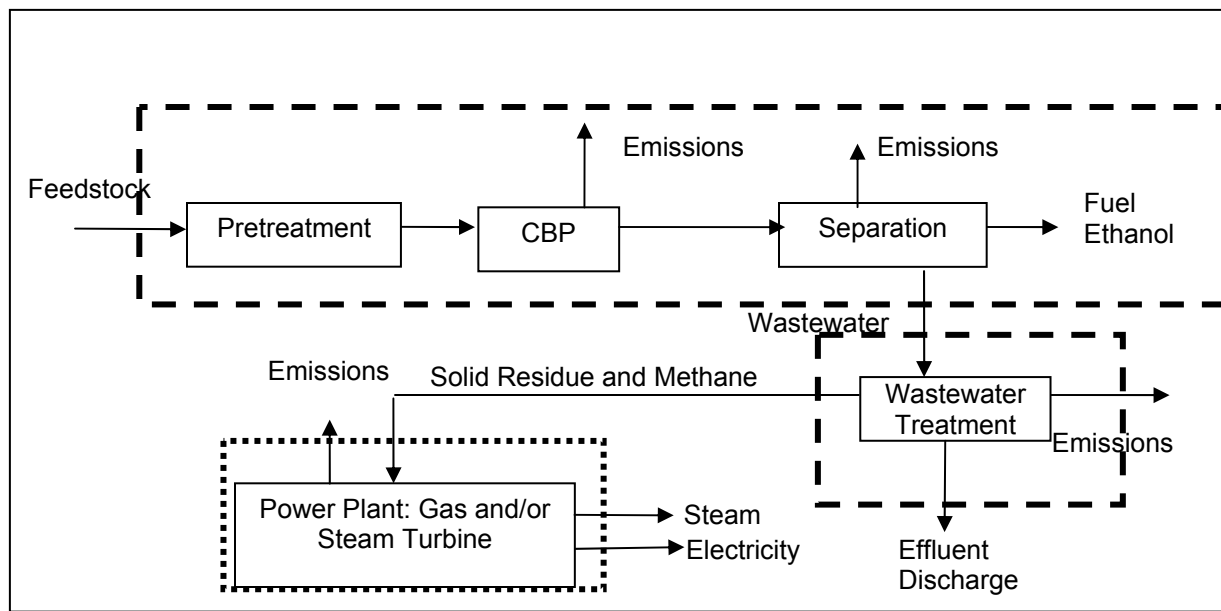 Emissions
Emissions
Feedstock
Pretreatment
CBP
Separation
Fuel
Ethanol
Wastewater
Emissions
Solid Residue and Methane
Wastewater
Treatment
Emissions
Power Plant: Gas and/or
Steam Turbine
Steam
Electricity
Effluent
Discharge